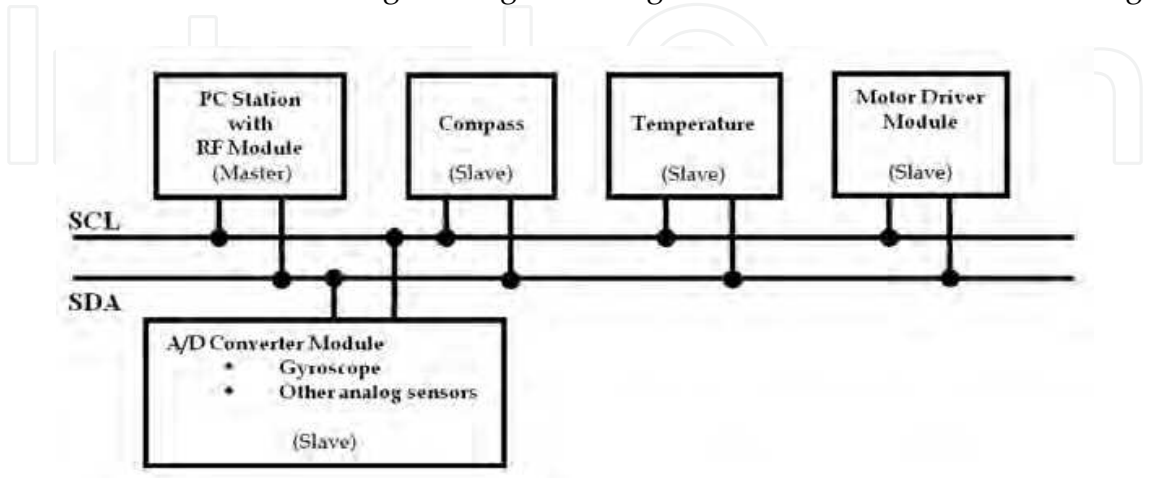 PC Station
with
RF Module
(Master)
Compass
(Slave)
Temperature
(Slave)
Motor Driver
Module
(Slave)
SCL
SDA
A/D Converter Module
• Gyroscope
• Other analog sensors
(Slave)